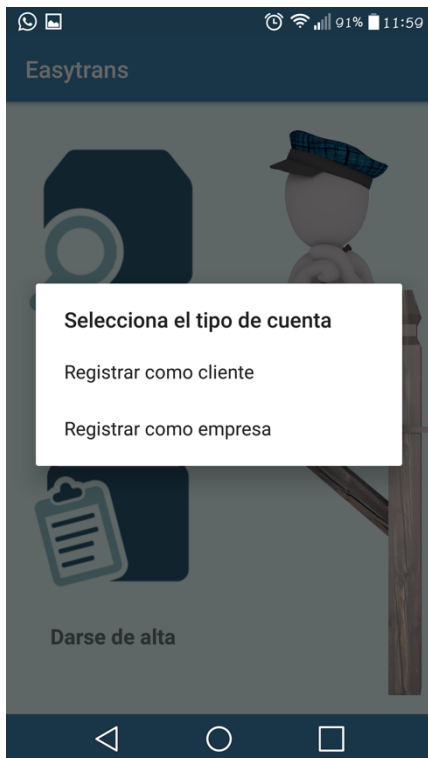 91% 11:59
Easytrans
Selecciona el tipo de cuenta
Registrar como cliente
Registrar como empresa
Darse de alta